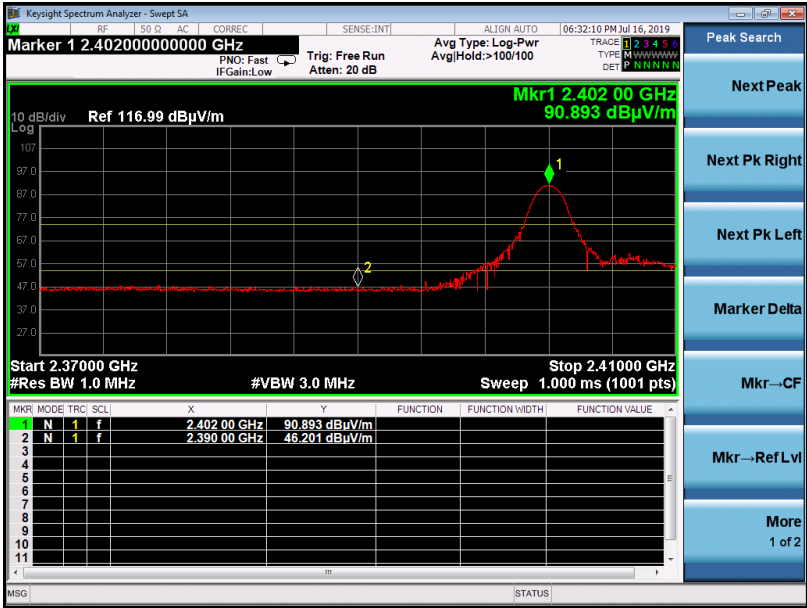 Keysight Spectrum Analyzer - Swept SA
LXI RF 50 Ω AC CORREC SENSE:INT ALIGN AUTO 06:32:10 PM Jul 16, 2019
Marker 1 2.402000000000 GHz
PNO: Fast
IFGain:Low
Trig: Free Run
Atten: 20 dB
Avg Type: Log-Pwr
Avg|Hold:>100/100
TRACE 1 2 3 4 5 6
TYPE M WWWWW
DET P N N N N N
Mkr1 2.402 00 GHz
90.893 dBµV/m
10 dB/div Ref 116.99 dBµV/m
Log
107
97.0
87.0
77.0
67.0
57.0
47.0
37.0
27.0
1
2
Start 2.37000 GHz Stop 2.41000 GHz
#Res BW 1.0 MHz #VBW 3.0 MHz Sweep 1.000 ms (1001 pts)
MKR MODE TRC SCL X Y FUNCTION FUNCTION WIDTH FUNCTION VALUE
1 N 1 f 2.402 00 GHz 90.893 dBµV/m
2 N 1 f 2.390 00 GHz 46.201 dBµV/m
3
4
5
6
7
8
9
10
11
MSG STATUS
Peak Search
Next Peak
Next Pk Right
Next Pk Left
Marker Delta
Mkr→CF
Mkr→Ref Lvl
More
1 of 2